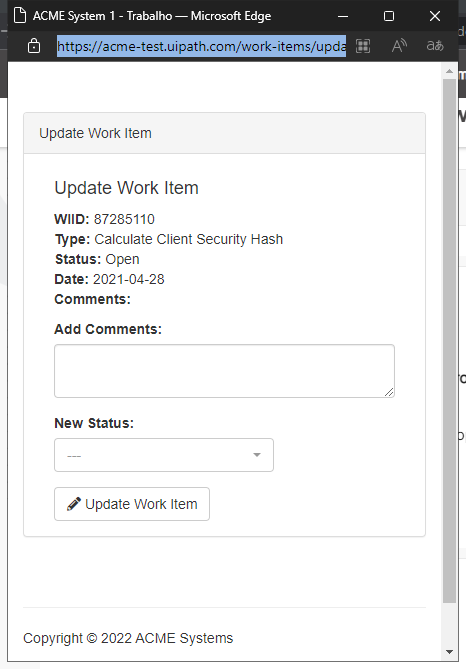 ACME System 1 - Trabalho — Microsoft Edge
https://acme-test.uipath.com/work-items/upda
Update Work Item
Update Work Item
WIID: 87285110
Type: Calculate Client Security Hash
Status: Open
Date: 2021-04-28
Comments:
Add Comments:
New Status:
---
Update Work Item
Copyright © 2022 ACME Systems